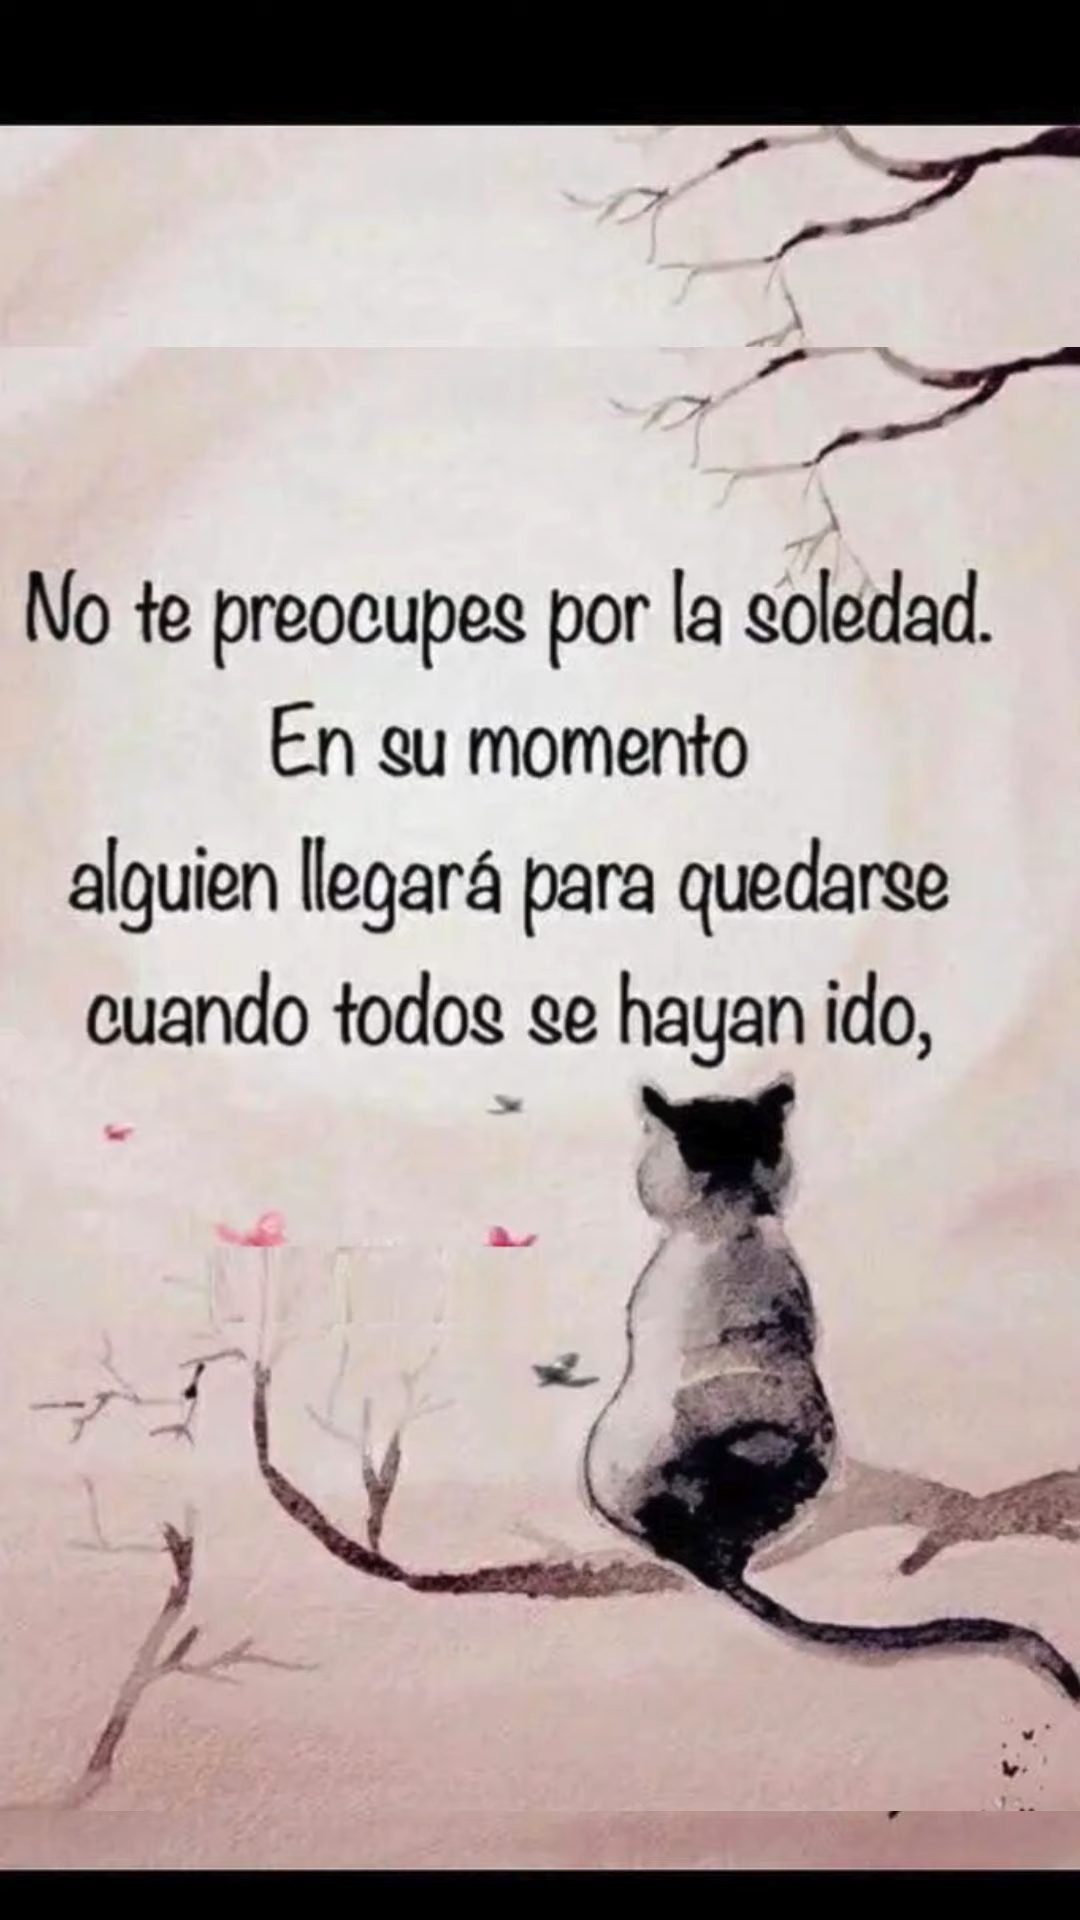 No te preocupes por la soledad.
En su momento
alguien llegará para quedarse
cuando todos se hayan ido,